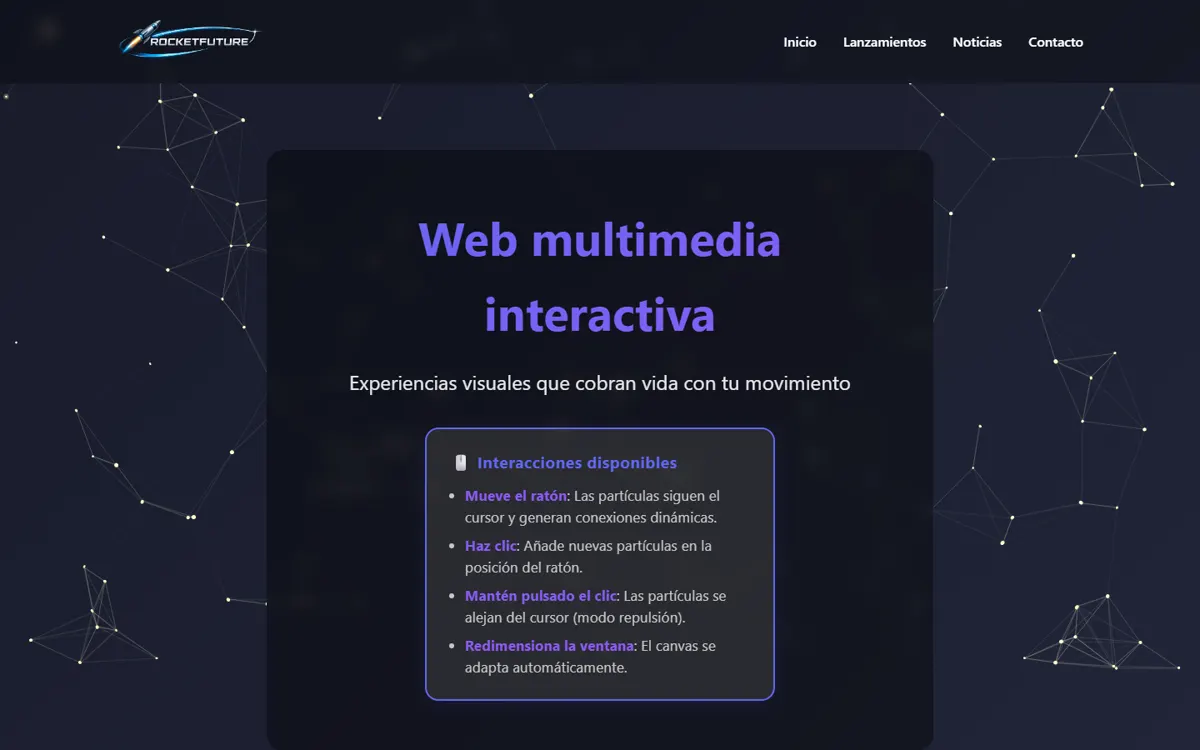 ROCKETFUTURE
Inicio
Lanzamientos
Noticias
Contacto
Web multimedia
interactiva
Experiencias visuales que cobran vida con tu movimiento
Interacciones disponibles
• Mueve el ratón: Las partículas siguen el
cursor y generan conexiones dinámicas.
• Haz clic: Añade nuevas partículas en la
posición del ratón.
• Mantén pulsado el clic: Las partículas se
alejan del cursor (modo repulsión).
• Redimensiona la ventana: El canvas se
adapta automáticamente.